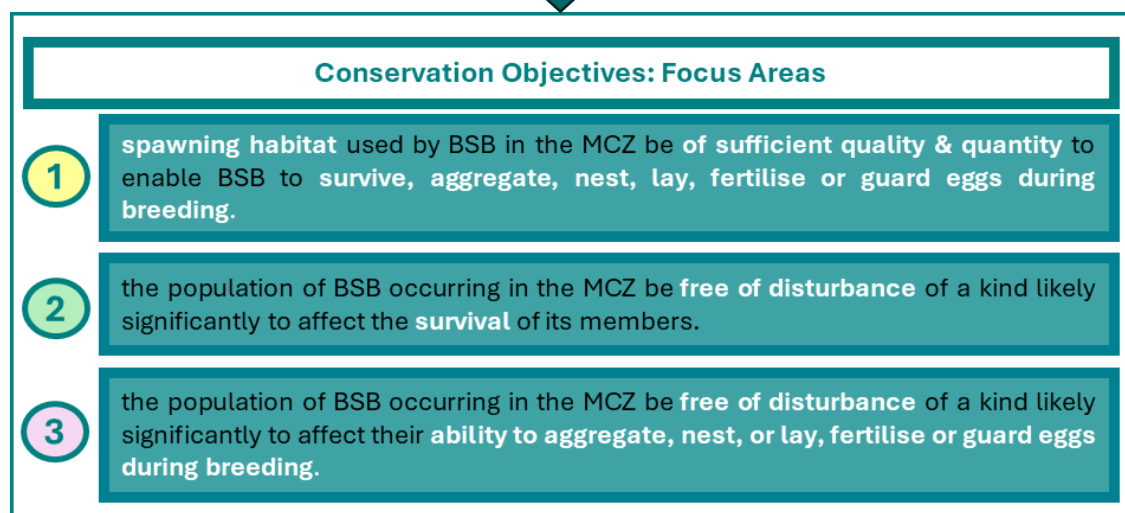 Conservation Objectives: Focus Areas
1
spawning habitat used by BSB in the MCZ be of sufficient quality & quantity to
enable BSB to survive, aggregate, nest, lay, fertilise or guard eggs during
breeding.
2
the population of BSB occurring in the MCZ be free of disturbance of a kind likely
significantly to affect the survival of its members.
3
the population of BSB occurring in the MCZ be free of disturbance of a kind likely
significantly to affect their ability to aggregate, nest, or lay, fertilise or guard eggs
during breeding.